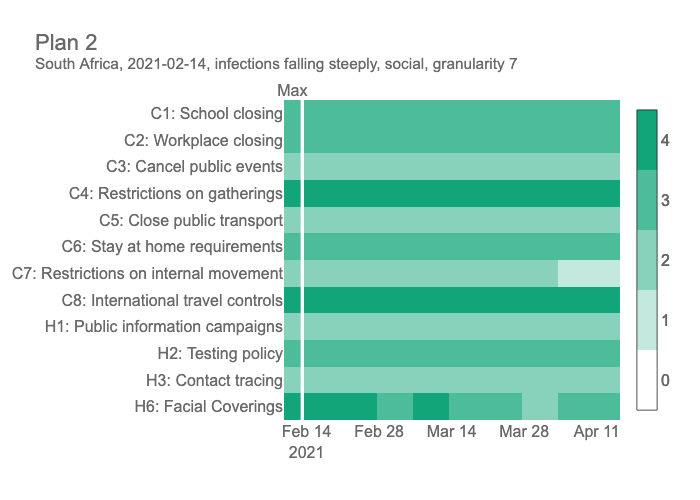 Plan 2
South Africa, 2021-02-14, infections falling steeply, social, granularity 7
Max
C1: School closing
C2: Workplace closing
C3: Cancel public events
C4: Restrictions on gatherings
C5: Close public transport
C6: Stay at home requirements
C7: Restrictions on internal movement
C8: International travel controls
H1: Public information campaigns
H2: Testing policy
H3: Contact tracing
H6: Facial Coverings
Feb 14 Feb 28 Mar 14 Mar 28 Apr 11
2021
4
3
2
1
0